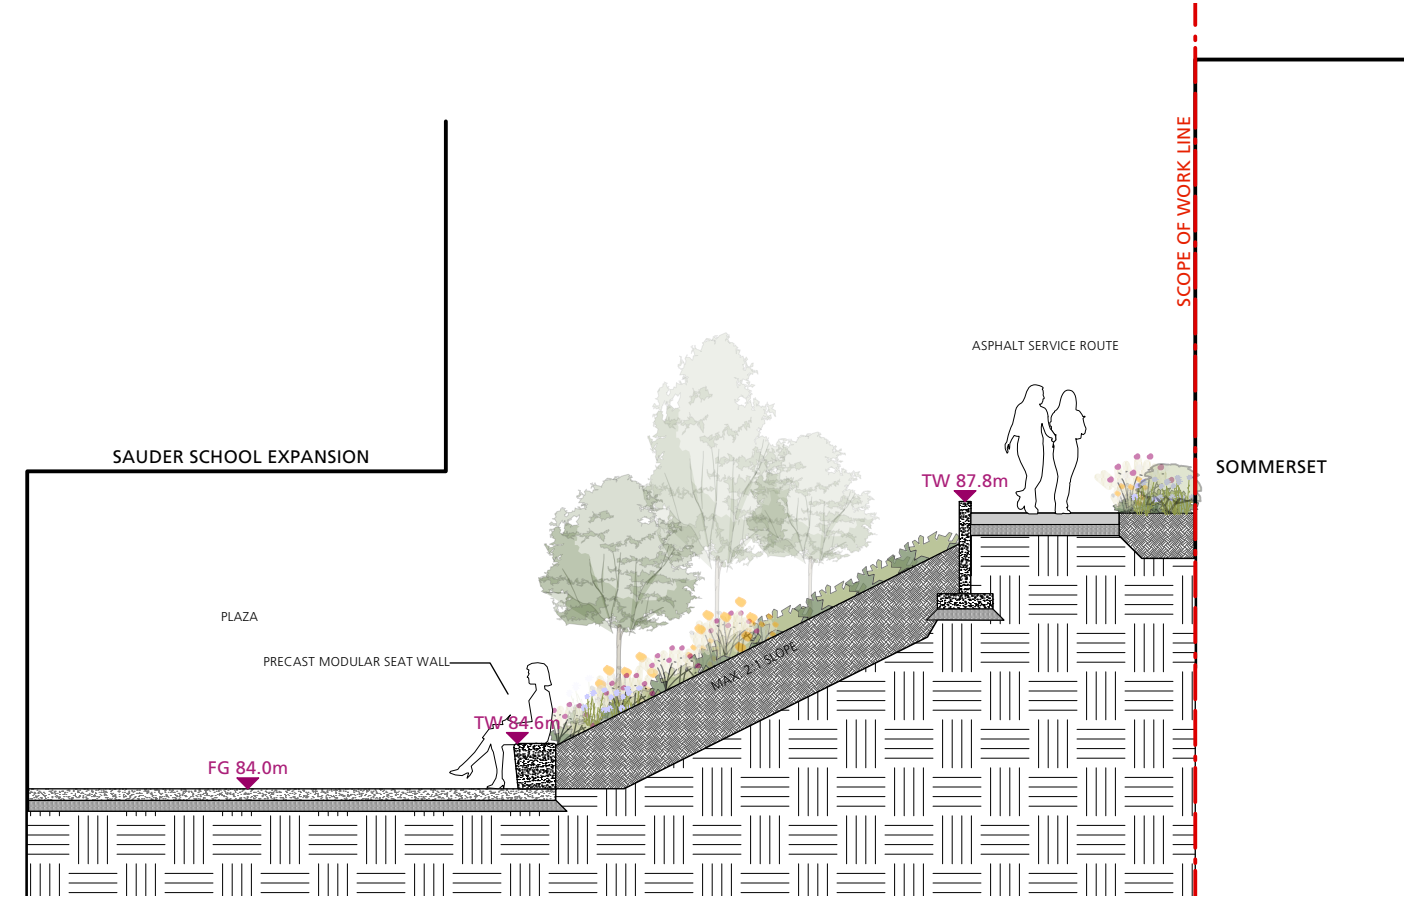 SCOPE OF WORK LINE
ASPHALT SERVICE ROUTE
SAUDER SCHOOL EXPANSION
SOMMERSET
TW 87.8m
PLAZA
MAX. 2:1 SLOPE
PRECAST MODULAR SEAT WALL
TW 84.6m
FG 84.0m